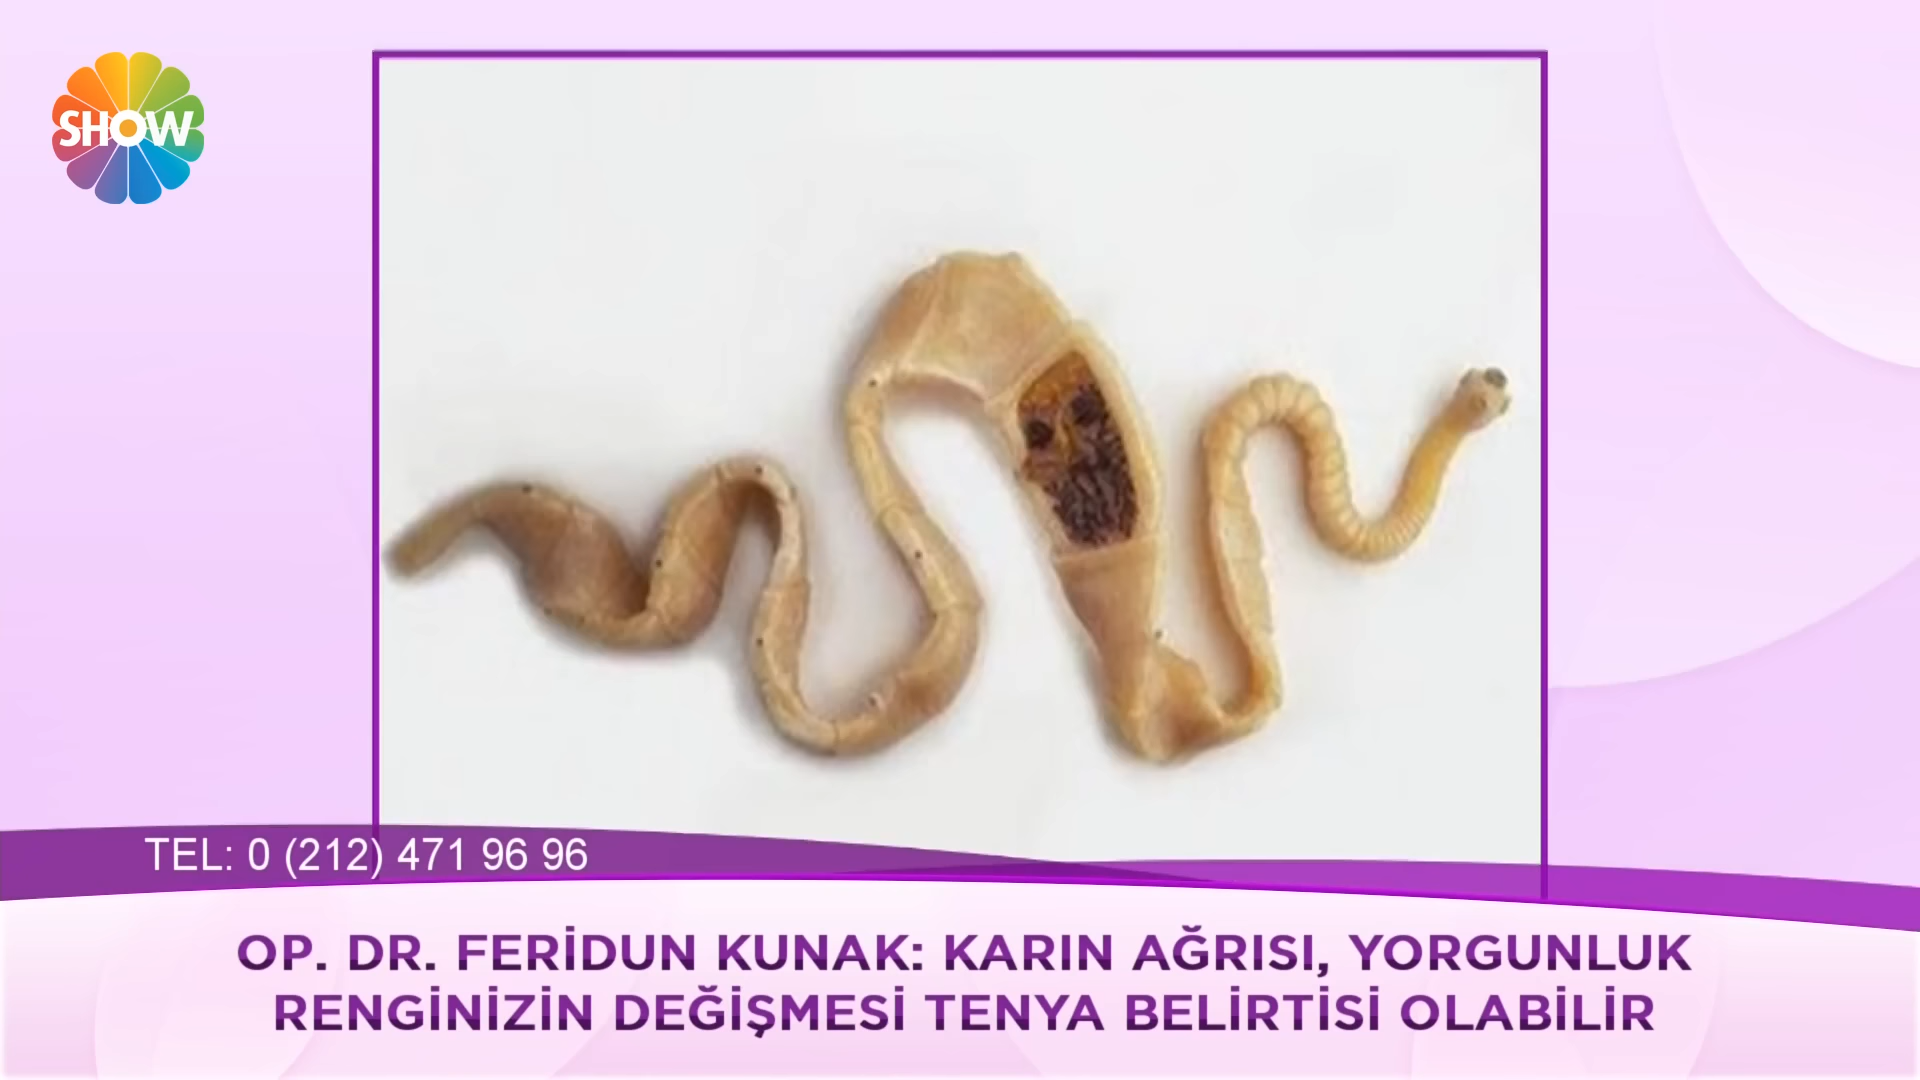 SHOW
TEL: 0 (212) 471 96 96
OP. DR. FERİDUN KUNAK: KARIN AĞRISI, YORGUNLUK
RENGİNİZİN DEĞİŞMESİ TENYA BELİRTİSİ OLABİLİR